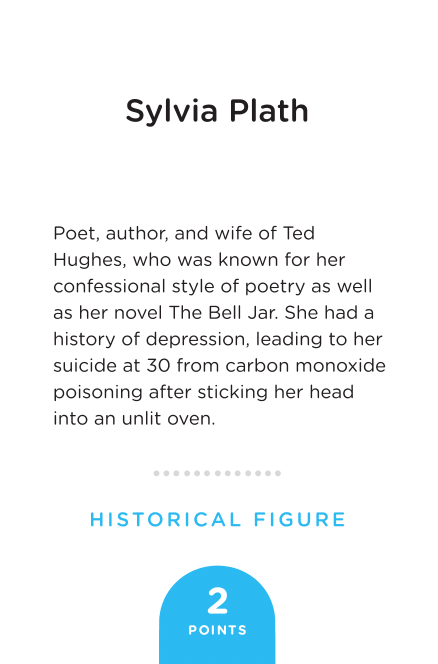 Sylvia Plath
Poet, author, and wife of Ted
Hughes, who was known for her
confessional style of poetry as well
as her novel The Bell Jar. She had a
history of depression, leading to her
suicide at 30 from carbon monoxide
poisoning after sticking her head
into an unlit oven.
HISTORICAL FIGURE
2
POINTS